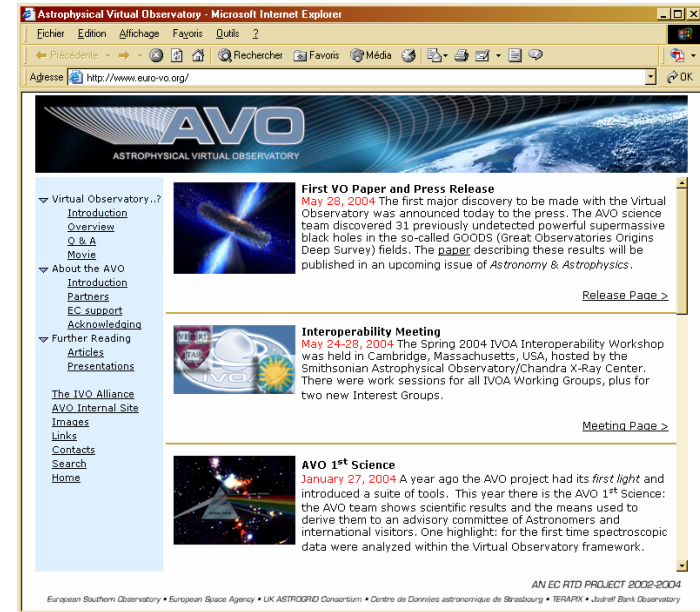 Astrophysical Virtual Observatory - Microsoft Internet Explorer
Fichier Edition Affichage Favoris Outils ?
Précédente Rechercher Favoris Média
Adresse http://www.euro-vo.org/ OK
AVO
ASTROPHYSICAL VIRTUAL OBSERVATORY
Virtual Observatory..?
Introduction
Overview
Q & A
Movie
About the AVO
Introduction
Partners
EC support
Acknowledging
Further Reading
Articles
Presentations
The IVO Alliance
AVO Internal Site
Images
Links
Contacts
Search
Home
First VO Paper and Press Release
May 28, 2004 The first major discovery to be made with the Virtual
Observatory was announced today to the press. The AVO science
team discovered 31 previously undetected powerful supermassive
black holes in the so-called GOODS (Great Observatories Origins
Deep Survey) fields. The paper describing these results will be
published in an upcoming issue of Astronomy & Astrophysics.
Release Page >
VERI
TAS
IVO
Interoperability Meeting
May 24-28, 2004 The Spring 2004 IVOA Interoperability Workshop
was held in Cambridge, Massachusetts, USA, hosted by the
Smithsonian Astrophysical Observatory/Chandra X-Ray Center.
There were work sessions for all IVOA Working Groups, plus for
two new Interest Groups.
Meeting Page >
AVO 1st Science
January 27, 2004 A year ago the AVO project had its first light and
introduced a suite of tools. This year there is the AVO 1st Science:
the AVO team shows scientific results and the means used to
derive them to an advisory committee of Astronomers and
international visitors. One highlight: for the first time spectroscopic
data were analyzed within the Virtual Observatory framework.
AN EC RTD PROJECT 2002-2004
European Southern Observatory • European Space Agency • UK ASTROGRID Consortium • Centre de Données astronomique de Strasbourg • TERAPIX • Jodrell Bank Observatory